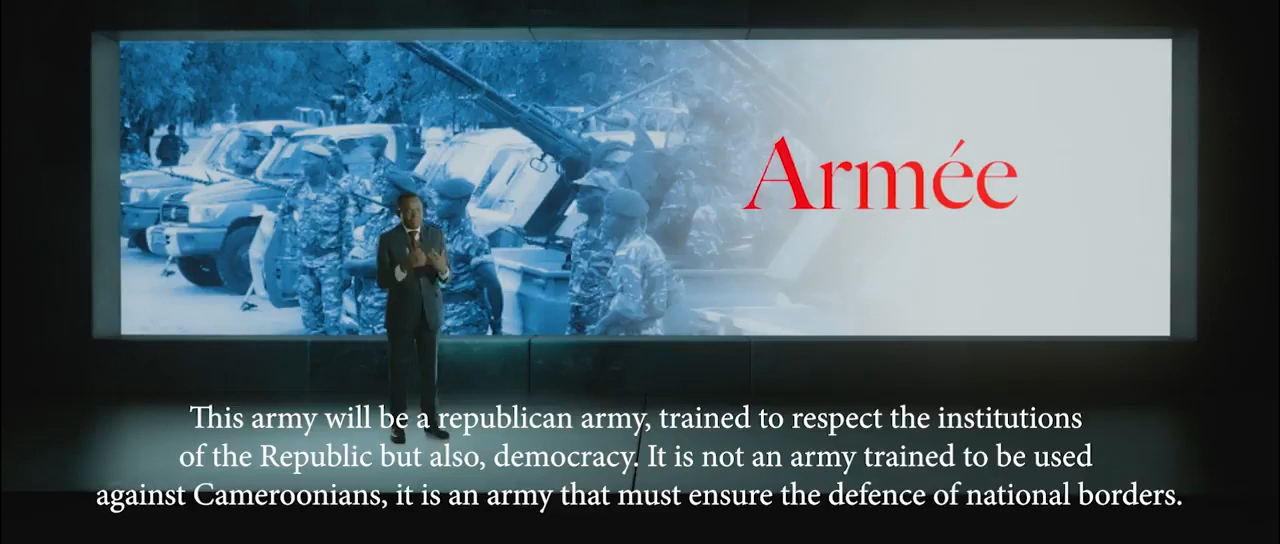 Armée
This army will be a republican army, trained to respect the institutions
of the Republic but also, democracy. It is not an army trained to be used
against Cameroonians, it is an army that must ensure the defence of national borders.